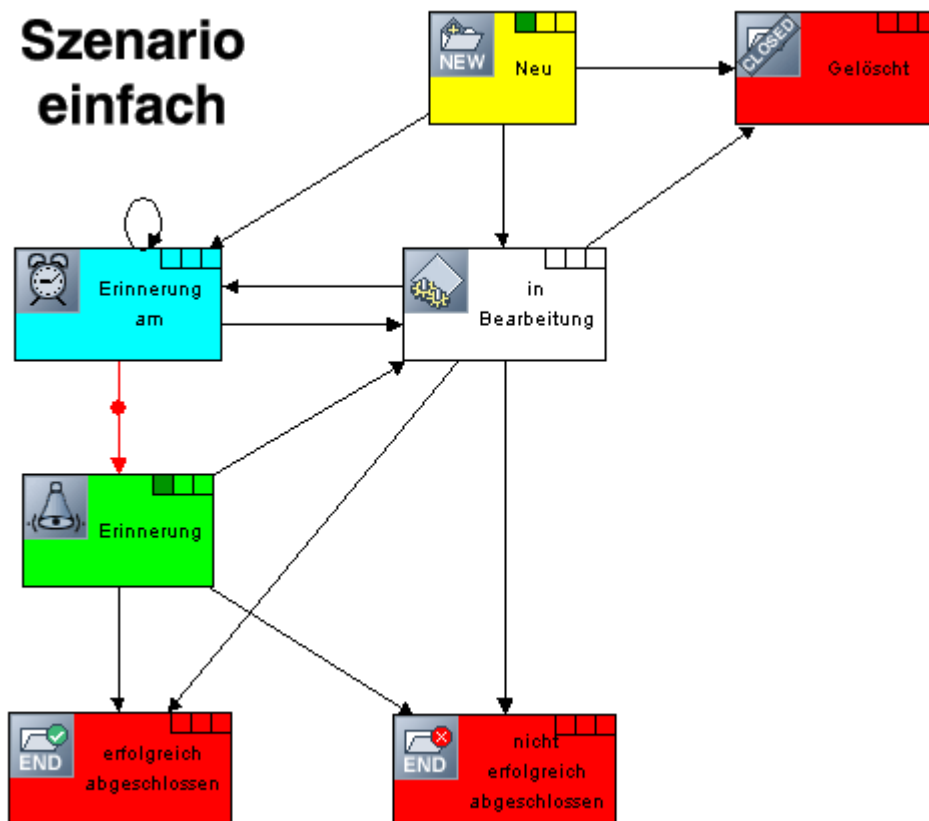 Szenario
einfach
NEW
Neu
CLOSED
Gelöscht
Erinnerung
am
in
Bearbeitung
Erinnerung
END
erfolgreich
abgeschlossen
END
nicht
erfolgreich
abgeschlossen